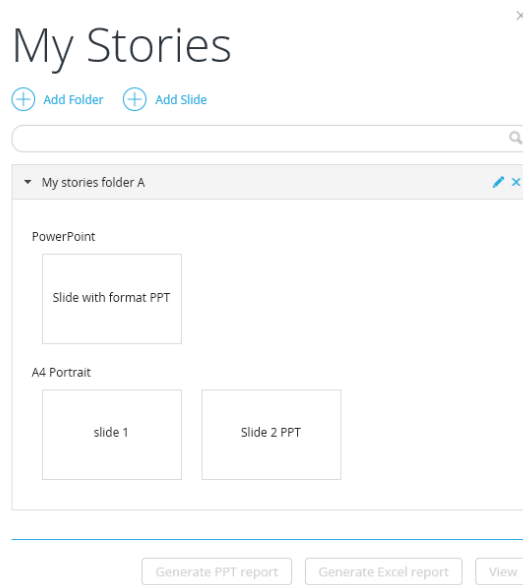 My Stories
Add Folder Add Slide
My stories folder A
PowerPoint
Slide with format PPT
A4 Portrait
slide 1 Slide 2 PPT
Generate PPT report Generate Excel report View